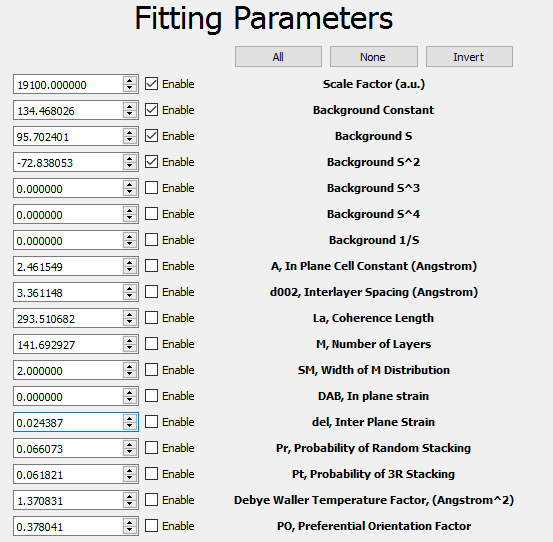 Fitting Parameters
All None Invert
19100.000000 Enable Scale Factor (a.u.)
134.468026 Enable Background Constant
95.702401 Enable Background S
-72.838053 Enable Background S^2
0.000000 Enable Background S^3
0.000000 Enable Background S^4
0.000000 Enable Background 1/S
2.461549 Enable A, In Plane Cell Constant (Angstrom)
3.361148 Enable d002, Interlayer Spacing (Angstrom)
293.510682 Enable La, Coherence Length
141.692927 Enable M, Number of Layers
2.000000 Enable SM, Width of M Distribution
0.000000 Enable DAB, In plane strain
0.024387 Enable del, Inter Plane Strain
0.066073 Enable Pr, Probability of Random Stacking
0.061821 Enable Pt, Probability of 3R Stacking
1.370831 Enable Debye Waller Temperature Factor, (Angstrom^2)
0.378041 Enable PO, Preferential Orientation Factor